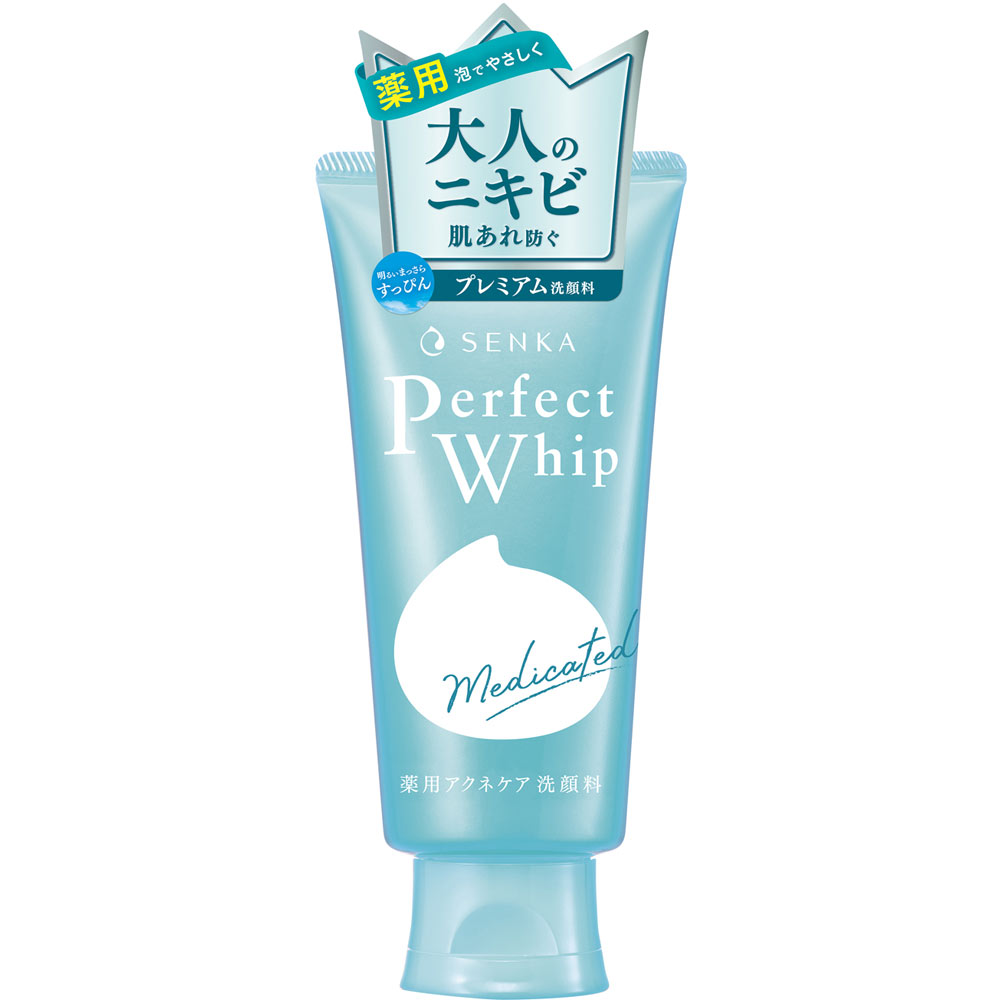 薬用 泡でやさしく
大人の
ニキビ
肌あれ防ぐ
明るいまっさら
すっぴん
プレミアム洗顔料
SENKA
Perfect
Whip
Medicated
薬用アクネケア 洗顔料